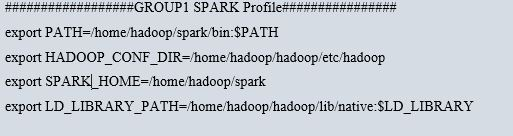 ##################GROUP1 SPARK Profile################
export PATH=/home/hadoop/spark/bin:$PATH
export HADOOP_CONF_DIR=/home/hadoop/hadoop/etc/hadoop
export SPARK_HOME=/home/hadoop/spark
export LD_LIBRARY_PATH=/home/hadoop/hadoop/lib/native:$LD_LIBRARY